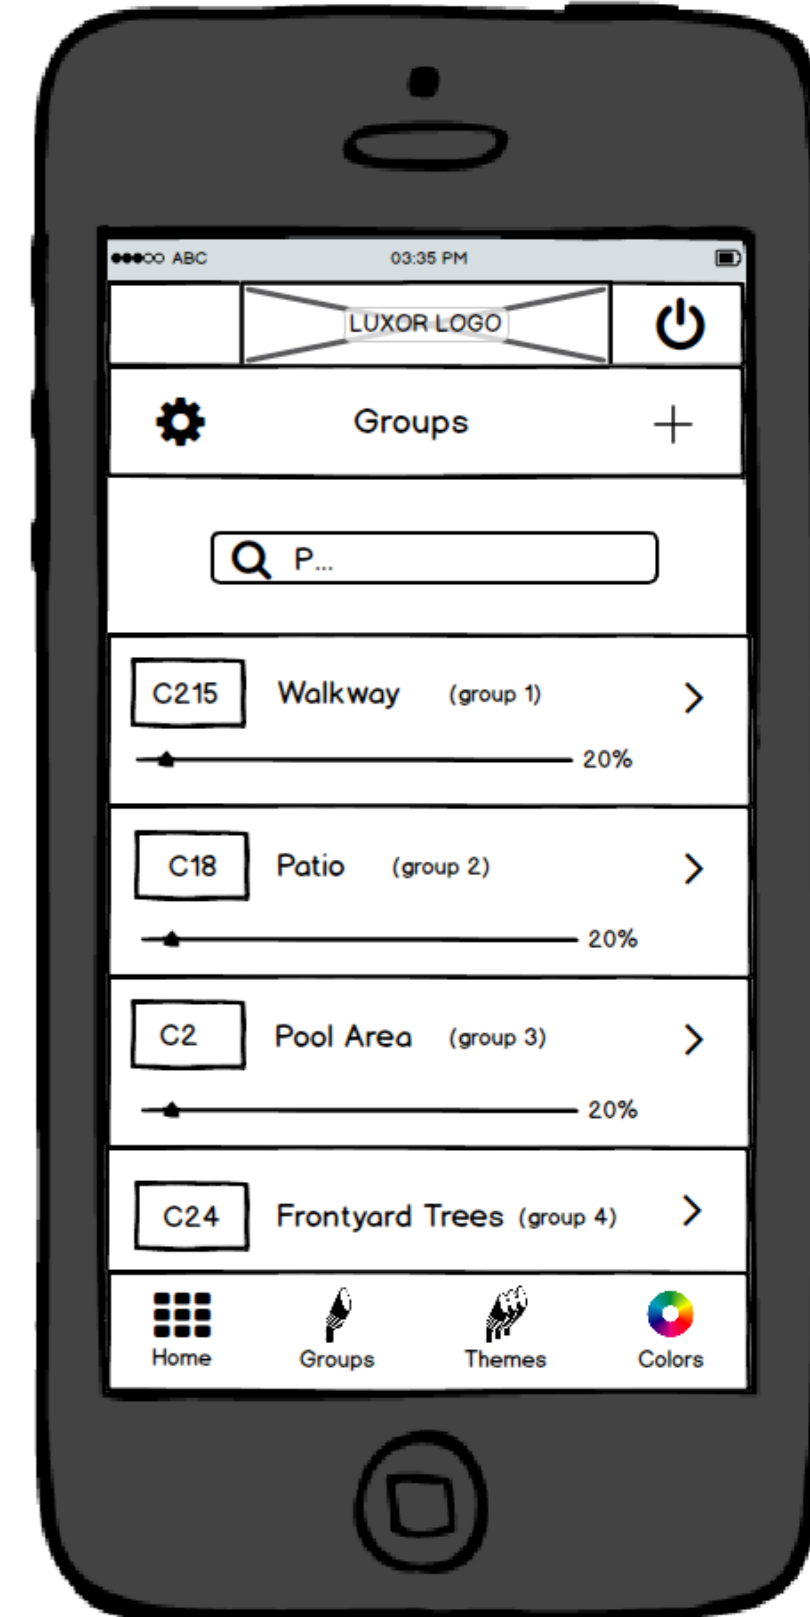 ABC 03:35 PM
LUXOR LOGO
Groups
P...
C215 Walkway (group 1)
20%
C18 Patio (group 2)
20%
C2 Pool Area (group 3)
20%
C24 Frontyard Trees (group 4)
Home Groups Themes Colors